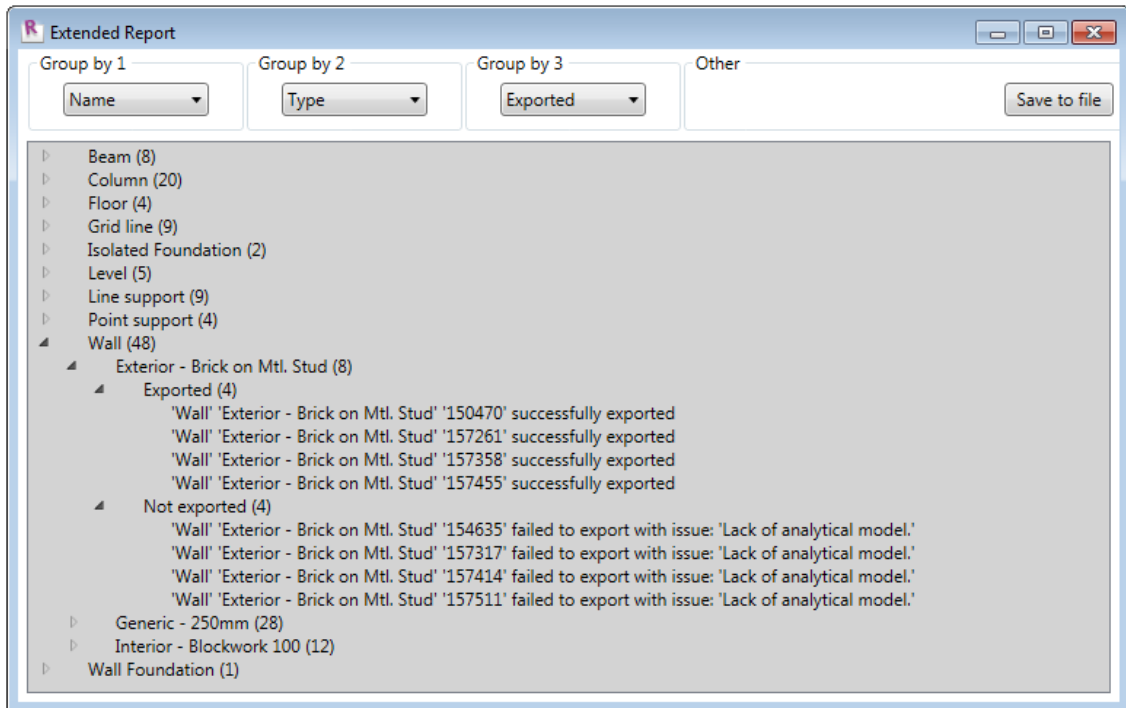 Extended Report
Group by 1 Group by 2 Group by 3 Other
Name Type Exported Save to file
Beam (8)
Column (20)
Floor (4)
Grid line (9)
Isolated Foundation (2)
Level (5)
Line support (9)
Point support (4)
Wall (48)
Exterior - Brick on Mtl. Stud (8)
Exported (4)
'Wall' 'Exterior - Brick on Mtl. Stud' '150470' successfully exported
'Wall' 'Exterior - Brick on Mtl. Stud' '157261' successfully exported
'Wall' 'Exterior - Brick on Mtl. Stud' '157358' successfully exported
'Wall' 'Exterior - Brick on Mtl. Stud' '157455' successfully exported
Not exported (4)
'Wall' 'Exterior - Brick on Mtl. Stud' '154635' failed to export with issue: 'Lack of analytical model.'
'Wall' 'Exterior - Brick on Mtl. Stud' '157317' failed to export with issue: 'Lack of analytical model.'
'Wall' 'Exterior - Brick on Mtl. Stud' '157414' failed to export with issue: 'Lack of analytical model.'
'Wall' 'Exterior - Brick on Mtl. Stud' '157511' failed to export with issue: 'Lack of analytical model.'
Generic - 250mm (28)
Interior - Blockwork 100 (12)
Wall Foundation (1)